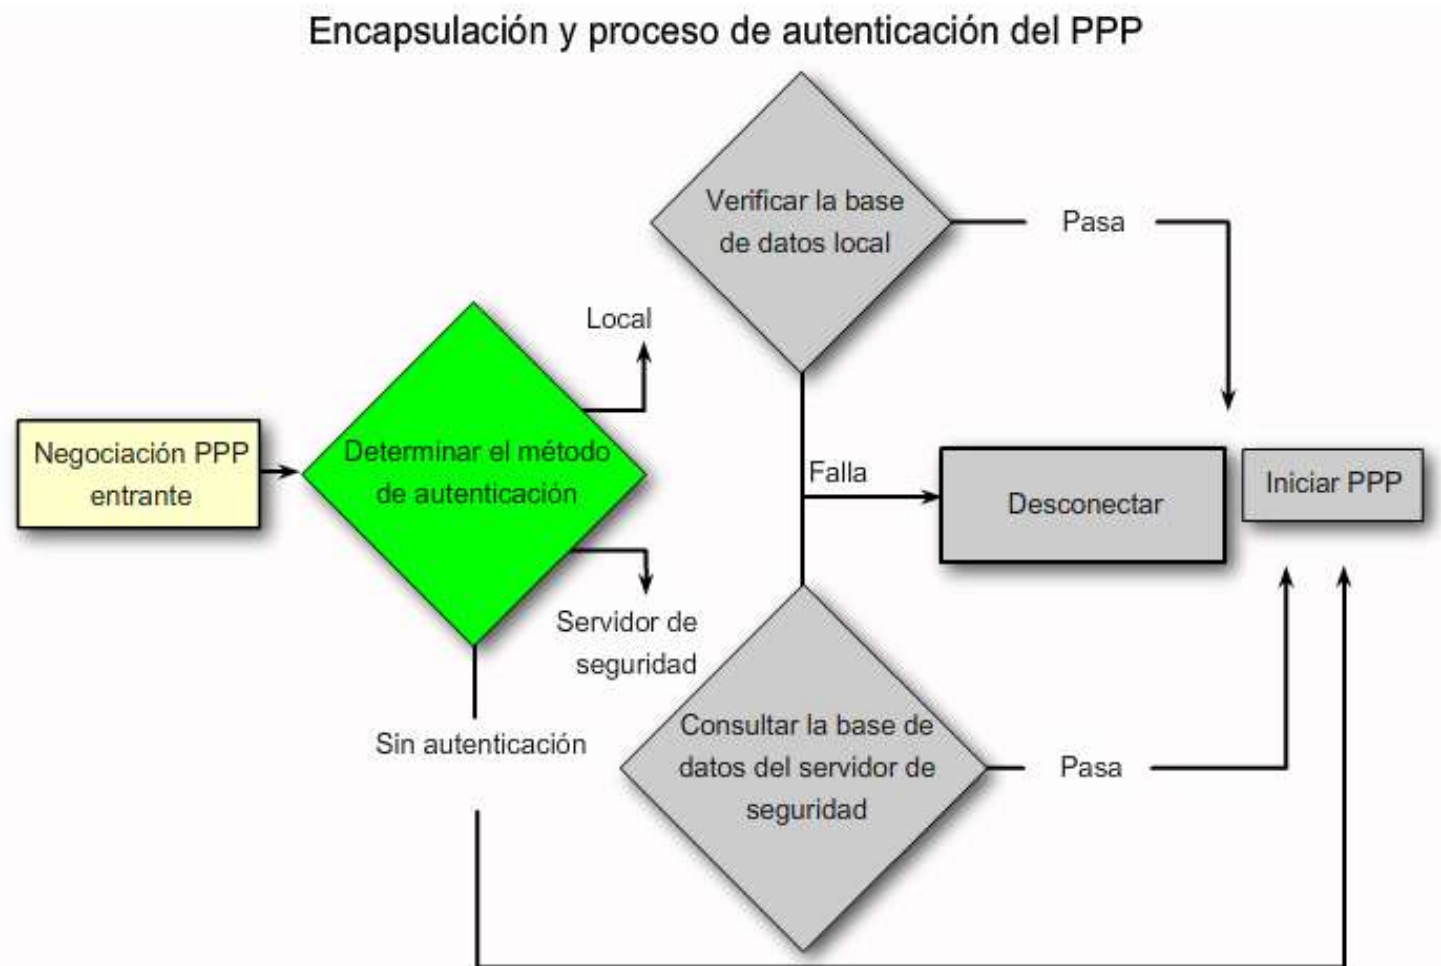 Encapsulación y proceso de autenticación del PPP
Verificar la base
de datos local
Pasa
Local
Negociación PPP
entrante
Determinar el método
de autenticación
Falla
Desconectar
Iniciar PPP
Servidor de
seguridad
Sin autenticación
Consultar la base de
datos del servidor de
seguridad
Pasa